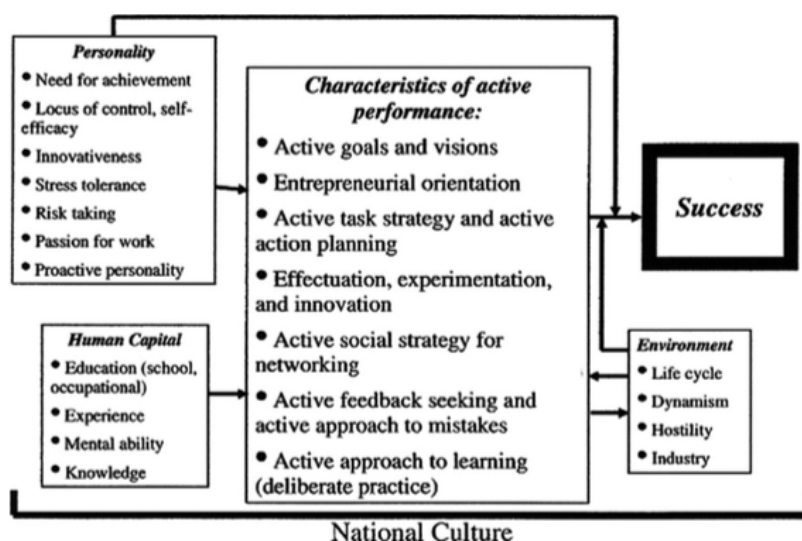 Personality
• Need for achievement
• Locus of control, self-
efficacy
• Innovativeness
• Stress tolerance
• Risk taking
• Passion for work
• Proactive personality
Human Capital
• Education (school,
occupational)
• Experience
• Mental ability
• Knowledge
Characteristics of active
performance:
• Active goals and visions
• Entrepreneurial orientation
• Active task strategy and active
action planning
• Effectuation, experimentation,
and innovation
• Active social strategy for
networking
• Active feedback seeking and
active approach to mistakes
• Active approach to learning
(deliberate practice)
Success
Environment
• Life cycle
• Dynamism
• Hostility
• Industry
National Culture